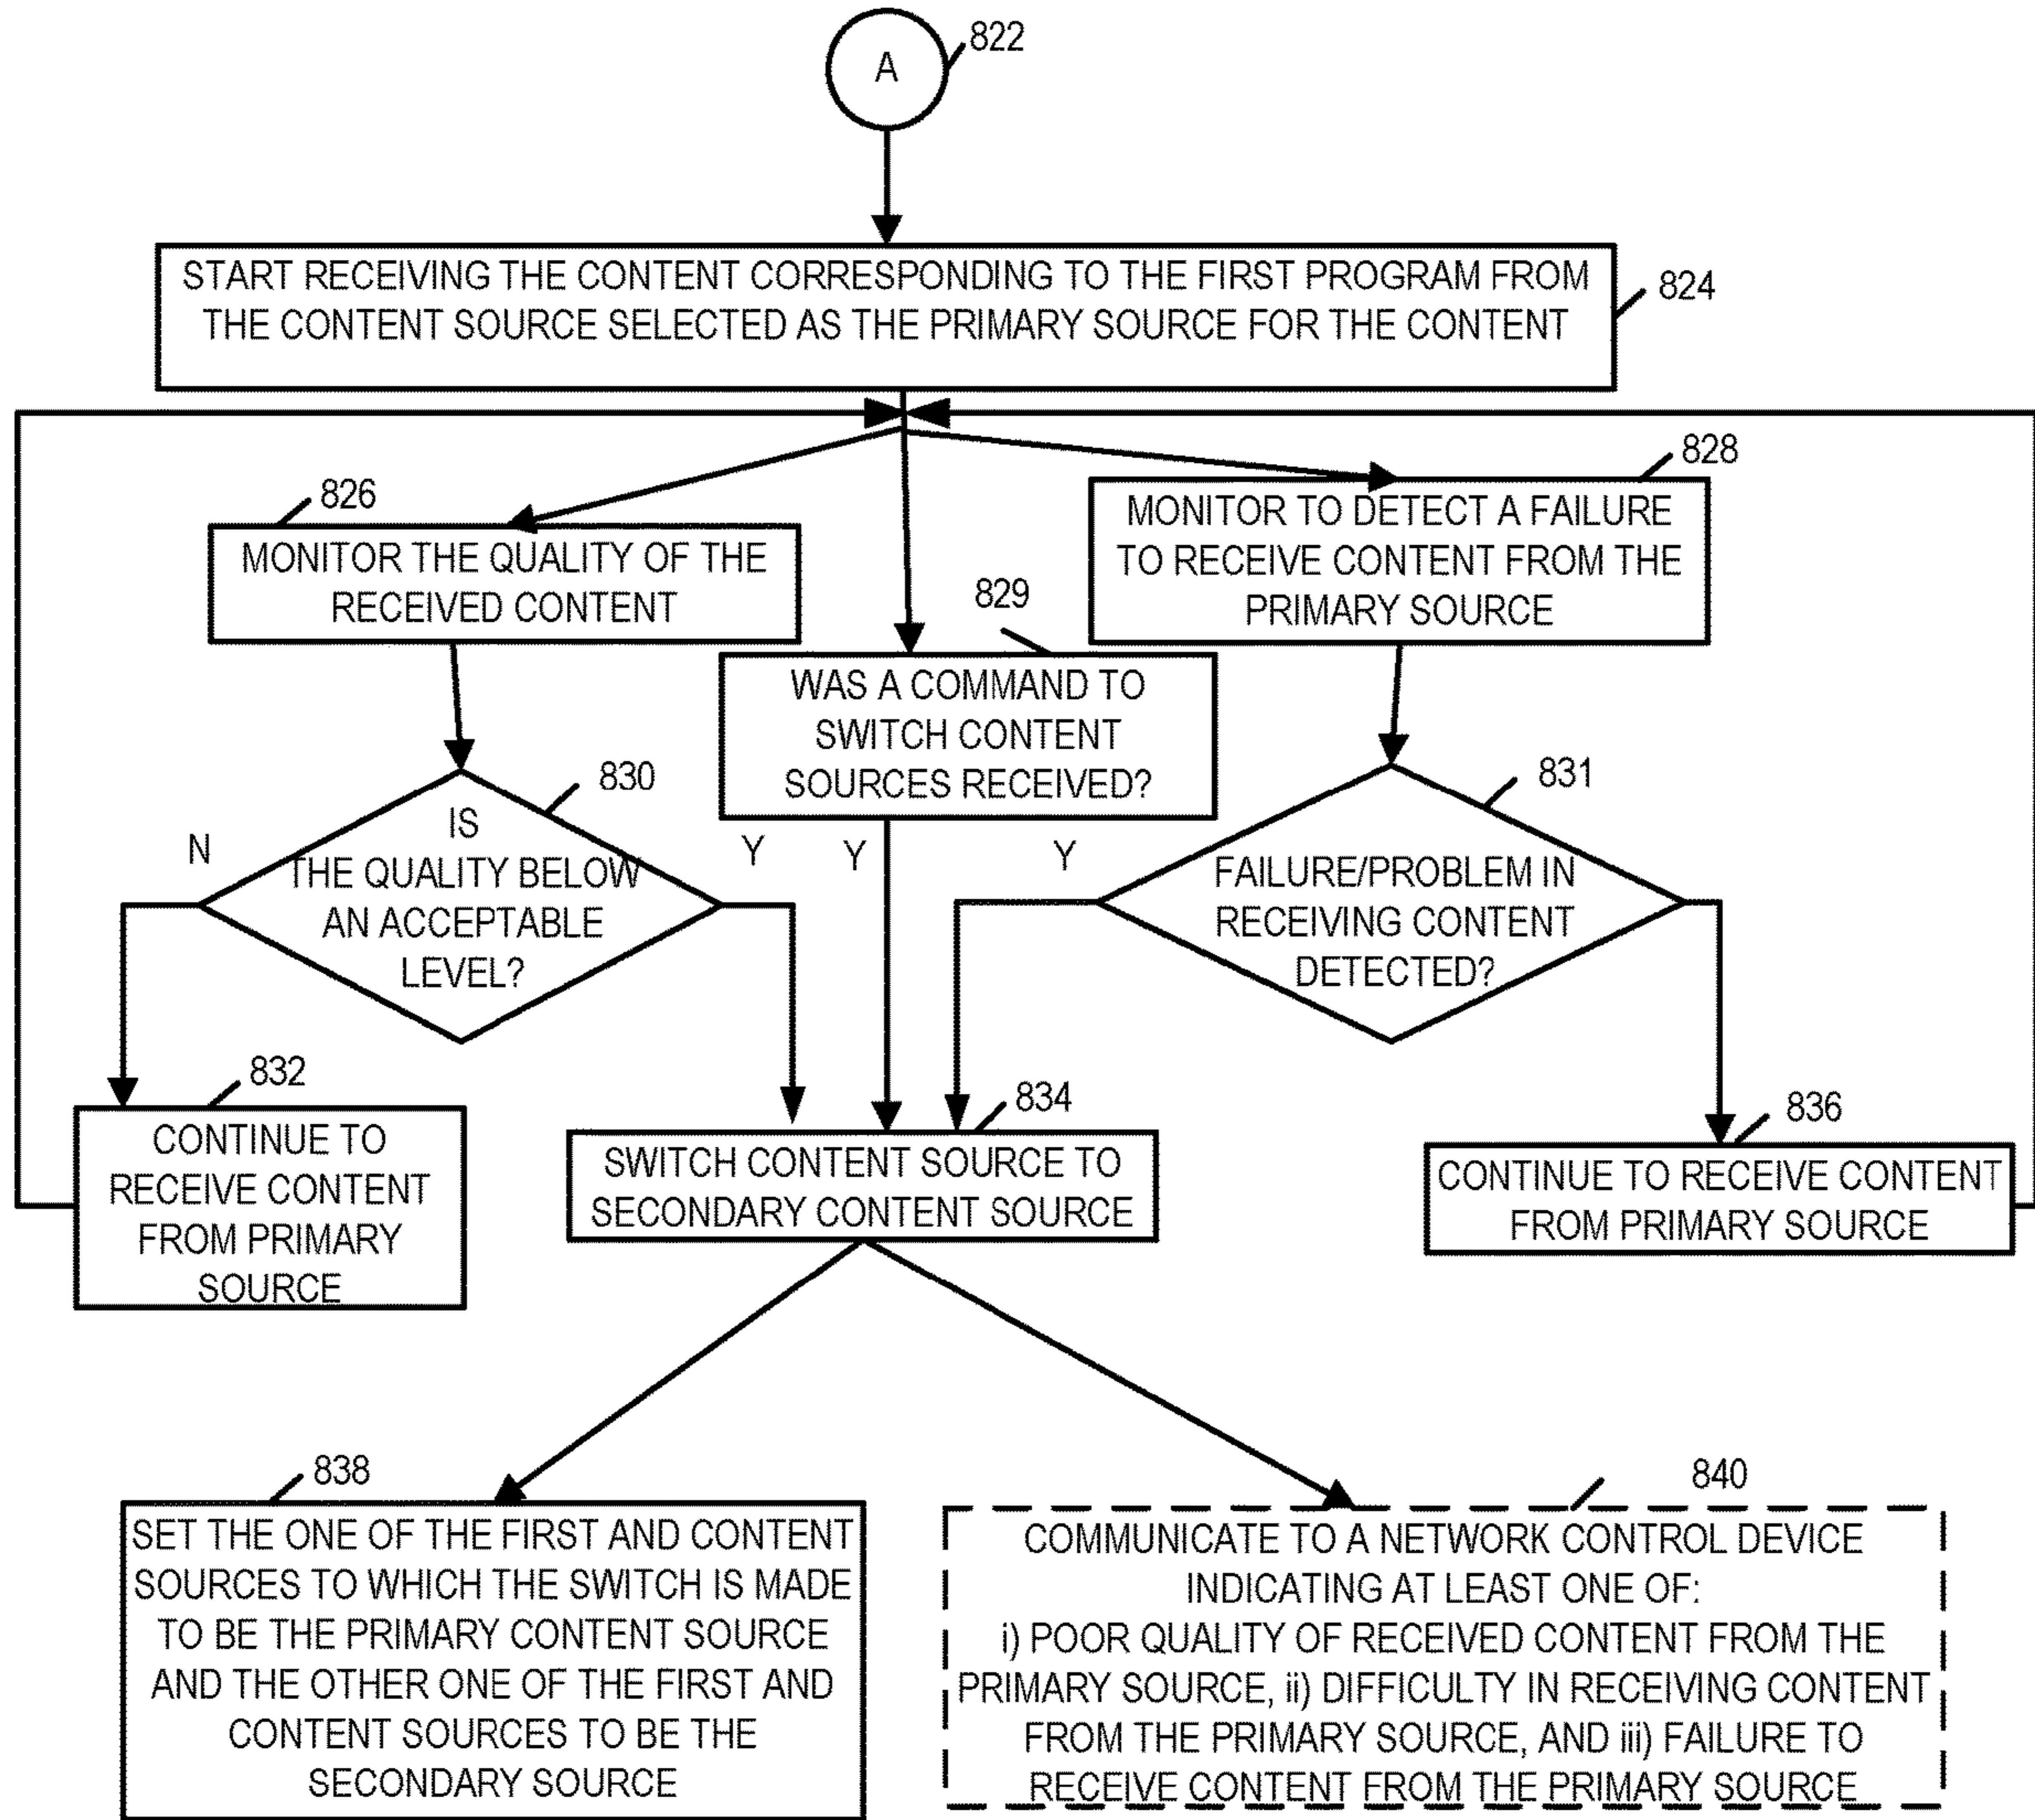 A
822
START RECEIVING THE CONTENT CORRESPONDING TO THE FIRST PROGRAM FROM
THE CONTENT SOURCE SELECTED AS THE PRIMARY SOURCE FOR THE CONTENT
824
826
MONITOR THE QUALITY OF THE
RECEIVED CONTENT
829
WAS A COMMAND TO
SWITCH CONTENT
SOURCES RECEIVED?
828
MONITOR TO DETECT A FAILURE
TO RECEIVE CONTENT FROM THE
PRIMARY SOURCE
830
IS
THE QUALITY BELOW
AN ACCEPTABLE
LEVEL?
N
Y
Y
Y
831
FAILURE/PROBLEM IN
RECEIVING CONTENT
DETECTED?
832
CONTINUE TO
RECEIVE CONTENT
FROM PRIMARY
SOURCE
834
SWITCH CONTENT SOURCE TO
SECONDARY CONTENT SOURCE
836
CONTINUE TO RECEIVE CONTENT
FROM PRIMARY SOURCE
838
SET THE ONE OF THE FIRST AND CONTENT
SOURCES TO WHICH THE SWITCH IS MADE
TO BE THE PRIMARY CONTENT SOURCE
AND THE OTHER ONE OF THE FIRST AND
CONTENT SOURCES TO BE THE
SECONDARY SOURCE
840
COMMUNICATE TO A NETWORK CONTROL DEVICE
INDICATING AT LEAST ONE OF:
i) POOR QUALITY OF RECEIVED CONTENT FROM THE
PRIMARY SOURCE, ii) DIFFICULTY IN RECEIVING CONTENT
FROM THE PRIMARY SOURCE, AND iii) FAILURE TO
RECEIVE CONTENT FROM THE PRIMARY SOURCE